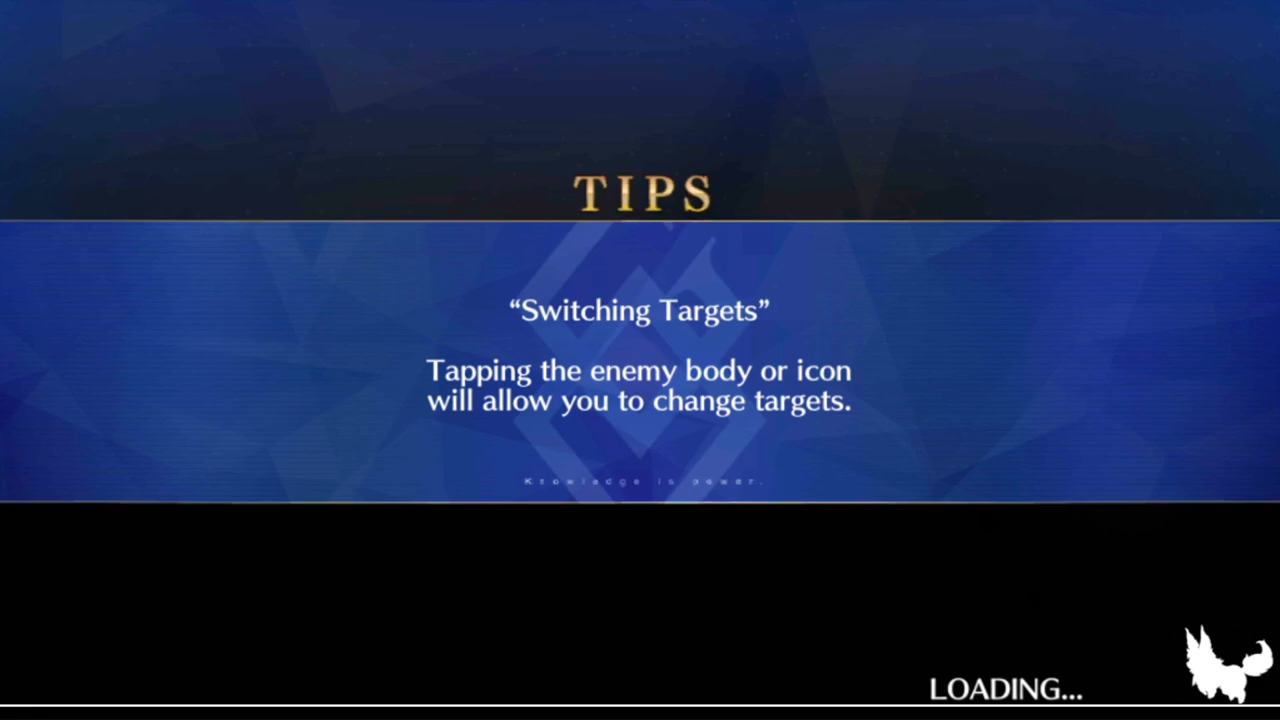 TIPS
“Switching Targets”
Tapping the enemy body or icon
will allow you to change targets.
Knowledge is power.
LOADING...